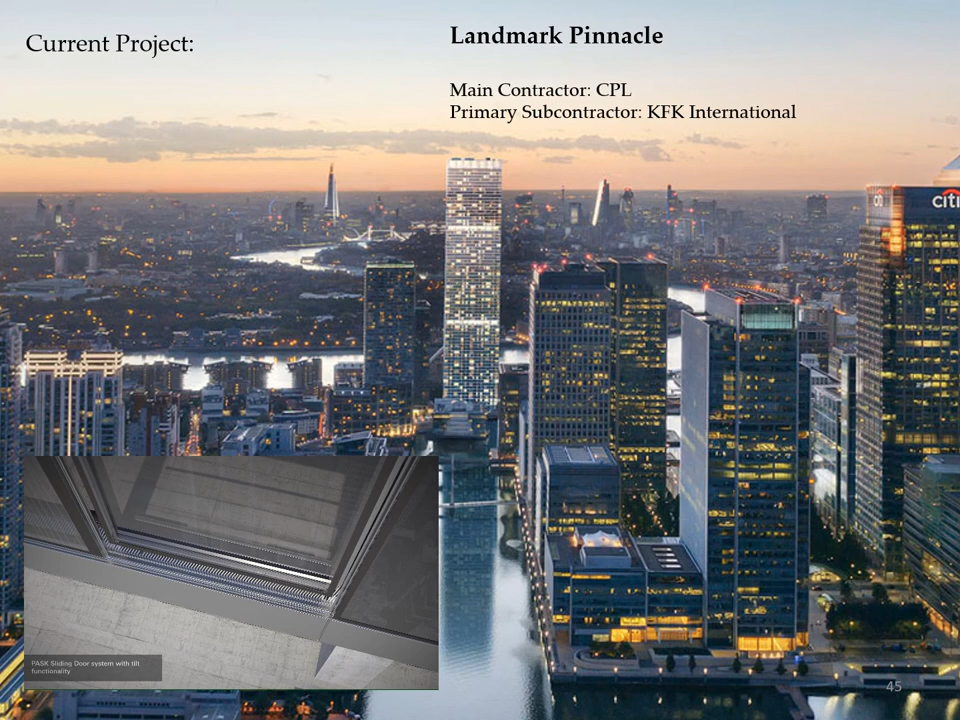 Current Project:
Landmark Pinnacle
Main Contractor: CPL
Primary Subcontractor: KFK International
citi
PASK Sliding Door system with tilt
functionality
45